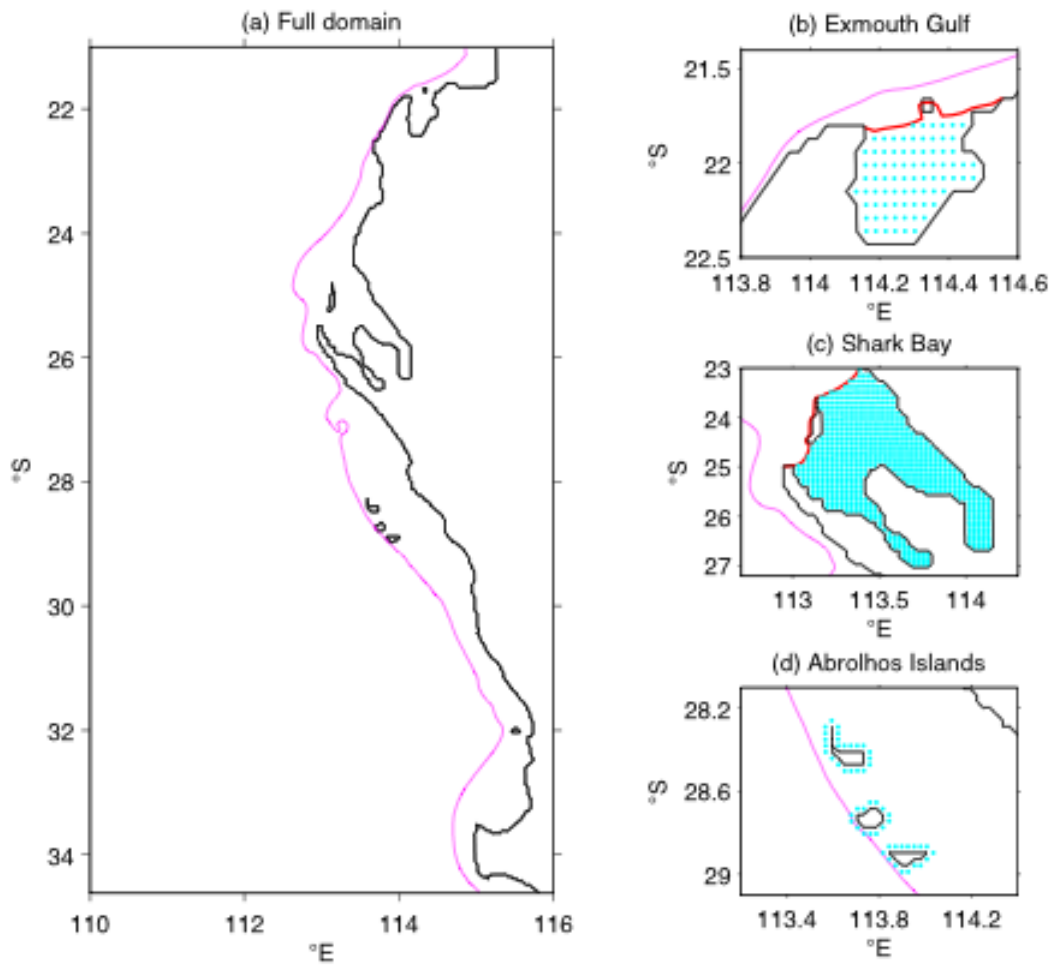 (a) Full domain
22
24
26
28
30
32
34
°S
110
112
114
116
°E
(b) Exmouth Gulf
21.5
22
22.5
°S
113.8
114
114.2
114.4
114.6
°E
(c) Shark Bay
23
24
25
26
27
°S
113
113.5
114
°E
(d) Abrolhos Islands
28.2
28.6
29
°S
113.4
113.8
114.2
°E